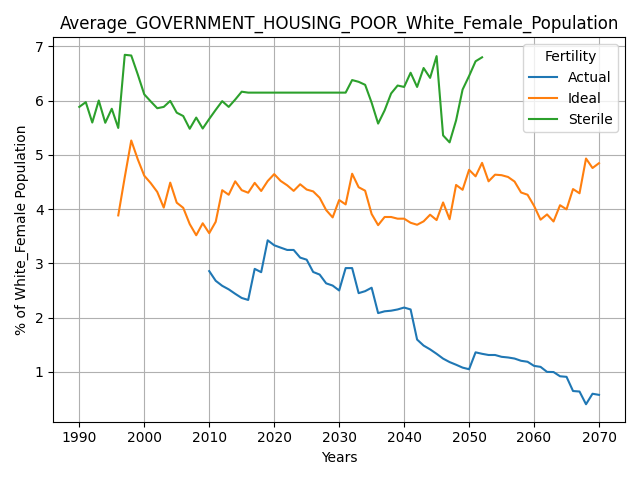 Average_GOVERNMENT_HOUSING_POOR_White_Female_Population
% of White_Female Population
7
6
5
4
3
2
1
Fertility
Actual
Ideal
Sterile
1990 2000 2010 2020 2030 2040 2050 2060 2070
Years